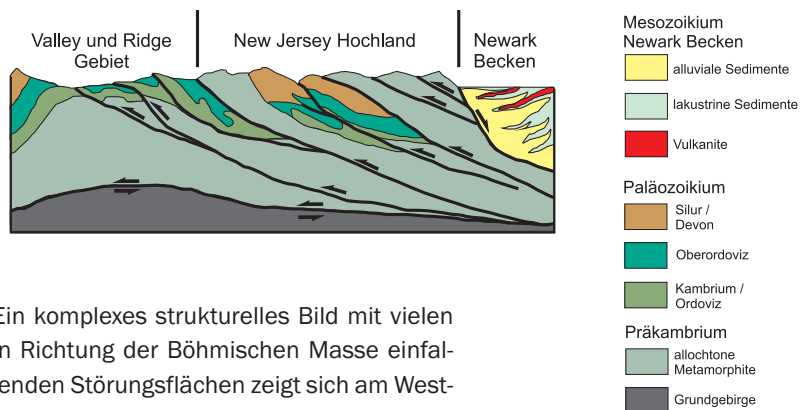 Valley und Ridge
Gebiet
New Jersey Hochland
Newark
Becken
Mesozoikium
Newark Becken
alluviale Sedimente
lakustrine Sedimente
Vulkanite
Paläozoikium
Silur /
Devon
Oberordoviz
Kambrium /
Ordoviz
Präkambrium
allochtone
Metamorphite
Grundgebirge
Ein komplexes strukturelles Bild mit vielen
n Richtung der Böhmischen Masse einfal-
enden Störungsflächen zeigt sich am West-